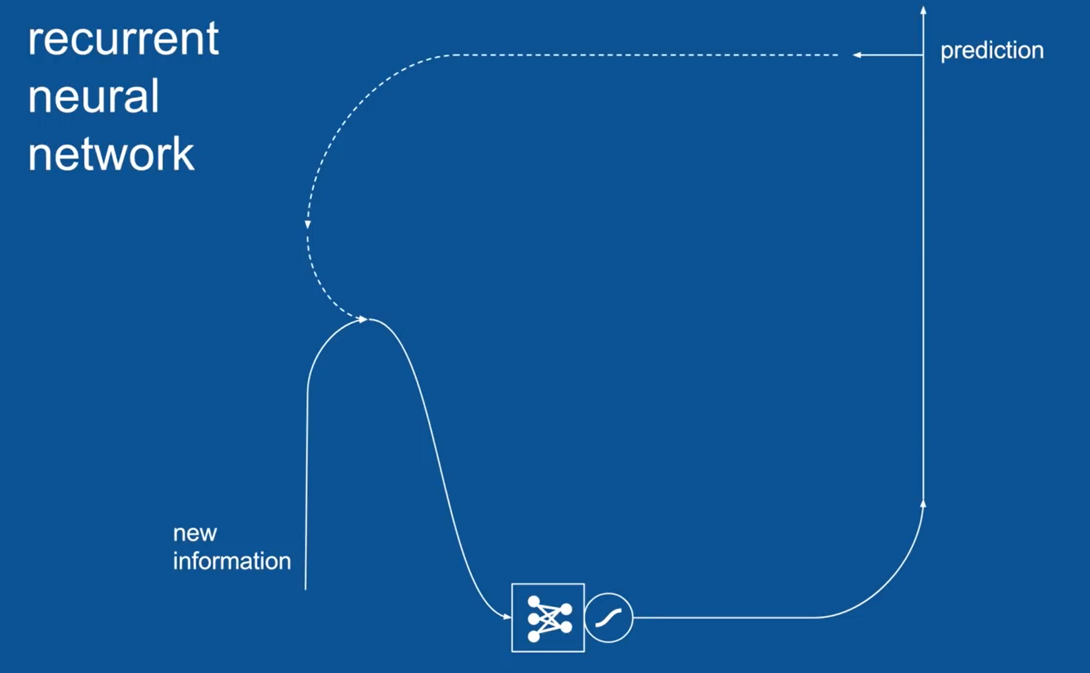 recurrent
neural
network
prediction
new
information